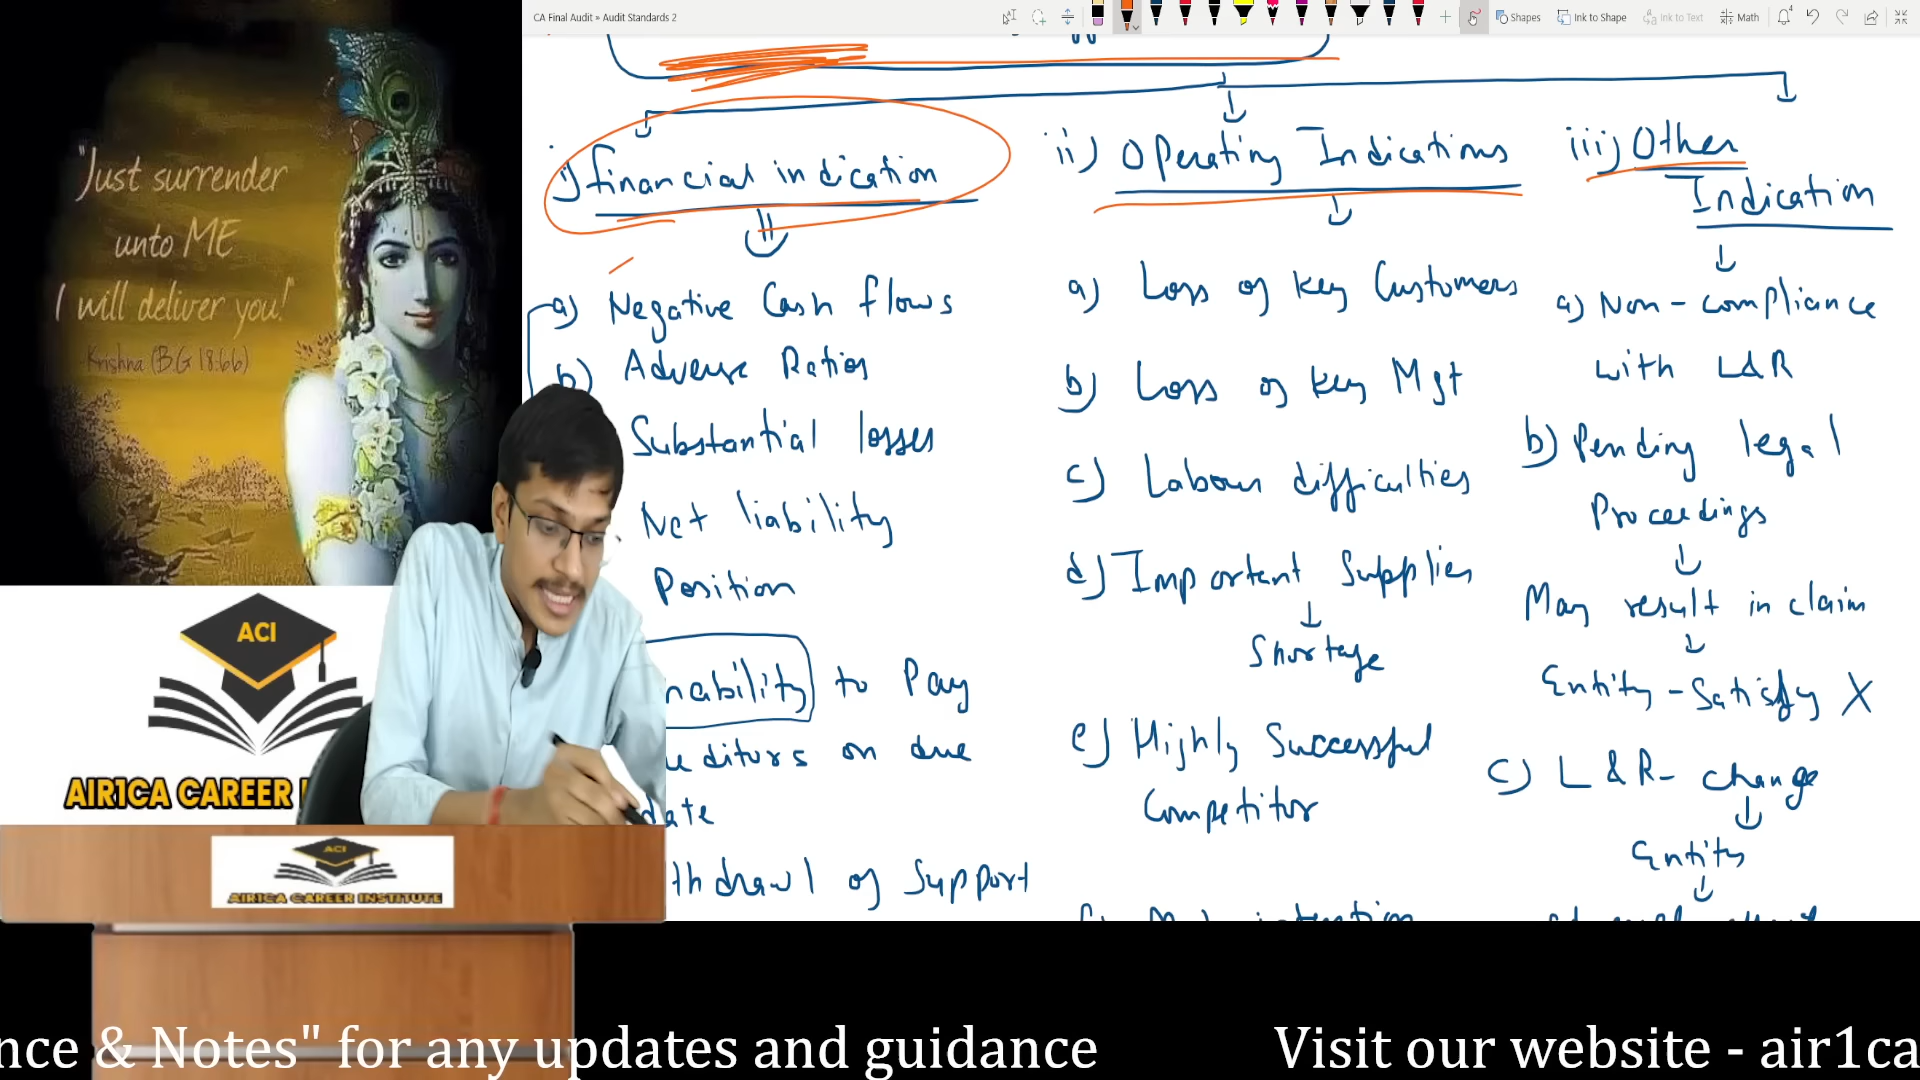 CA Final Audit » Audit Standards 2
Shapes
Ink to Shape
Ink to Text
Math
"Just surrender
unto ME
I will deliver you!"
-Krishna (B.G 18:66)
i) financial indication
a) Negative Cash flows
b) Adverse Ratios
Substantial losses
Net liability
Position
nability to Pay
editors on due
date
thdrawl of Support
ii) Operating Indications
a) Loss of key Customers
b) Loss of key Mgt
c) Labour difficulties
d) Important Supplies
Shortage
e) Highly Successful
Competitor
intention
iii) Other
Indication
a) Non-compliance
with L&R
b) Pending legal
Proceedings
May result in claim
Entity - Satisfy X
c) L & R - change
Entity
ACI
AIR1CA CAREER I
ACI
AIR1CA CAREER INSTITUTE
nce & Notes" for any updates and guidance
Visit our website - air1ca